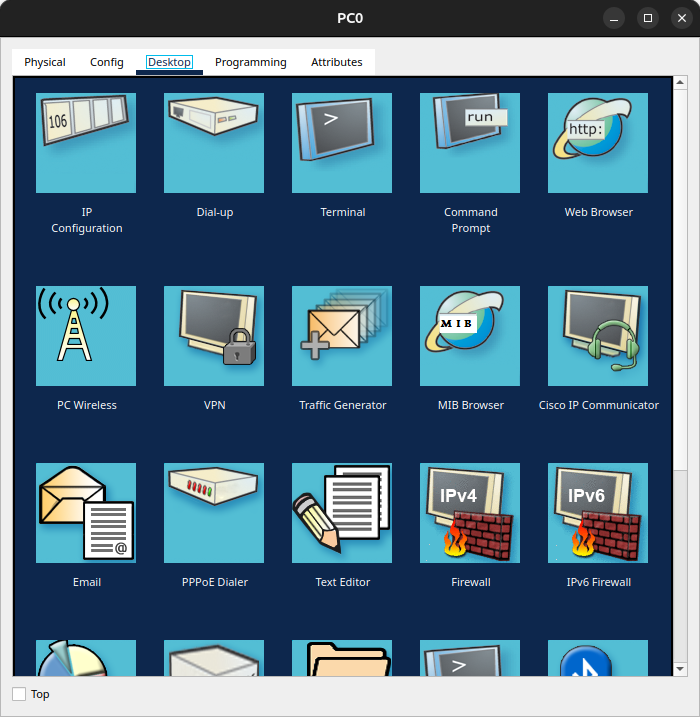 PC0
Physical Config Desktop Programming Attributes
106
>
run
http:
IP
Configuration
Dial-up
Terminal
Command
Prompt
Web Browser
MIB
PC Wireless
VPN
Traffic Generator
MIB Browser
Cisco IP Communicator
@
IPv4
IPv6
Email
PPPoE Dialer
Text Editor
Firewall
IPv6 Firewall
>
Top